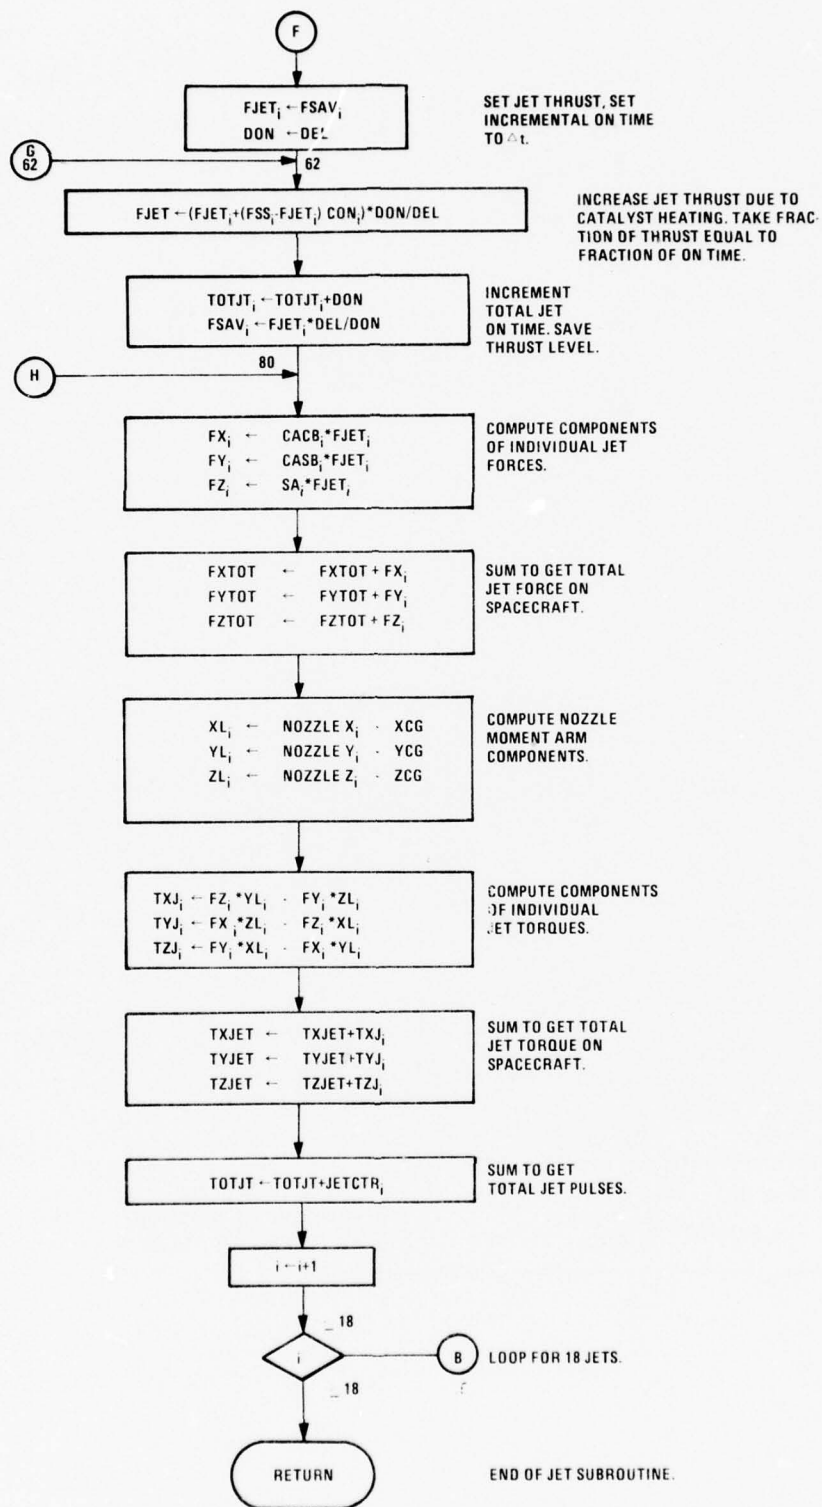 F
FJETᵢ ← FSAVᵢ
DON ← DEL
SET JET THRUST, SET
INCREMENTAL ON TIME
TO △t.
G
62
62
FJET ← (FJETᵢ+(FSSᵢ-FJETᵢ) CONᵢ)*DON/DEL
INCREASE JET THRUST DUE TO
CATALYST HEATING. TAKE FRAC-
TION OF THRUST EQUAL TO
FRACTION OF ON TIME.
TOTJTᵢ ← TOTJTᵢ+DON
FSAVᵢ ← FJETᵢ*DEL/DON
INCREMENT
TOTAL JET
ON TIME. SAVE
THRUST LEVEL.
H
80
FXᵢ ← CACBᵢ*FJETᵢ
FYᵢ ← CASBᵢ*FJETᵢ
FZᵢ ← SAᵢ*FJETᵢ
COMPUTE COMPONENTS
OF INDIVIDUAL JET
FORCES.
FXTOT ← FXTOT + FXᵢ
FYTOT ← FYTOT + FYᵢ
FZTOT ← FZTOT + FZᵢ
SUM TO GET TOTAL
JET FORCE ON
SPACECRAFT.
XLᵢ ← NOZZLE Xᵢ - XCG
YLᵢ ← NOZZLE Yᵢ - YCG
ZLᵢ ← NOZZLE Zᵢ - ZCG
COMPUTE NOZZLE
MOMENT ARM
COMPONENTS.
TXJᵢ ← FZᵢ*YLᵢ - FYᵢ*ZLᵢ
TYJᵢ ← FXᵢ*ZLᵢ - FZᵢ*XLᵢ
TZJᵢ ← FYᵢ*XLᵢ - FXᵢ*YLᵢ
COMPUTE COMPONENTS
OF INDIVIDUAL
JET TORQUES.
TXJET ← TXJET+TXJᵢ
TYJET ← TYJET+TYJᵢ
TZJET ← TZJET+TZJᵢ
SUM TO GET TOTAL
JET TORQUE ON
SPACECRAFT.
TOTJT ← TOTJT+JETCTRᵢ
SUM TO GET
TOTAL JET PULSES.
i ← i+1
18
i
B
LOOP FOR 18 JETS.
18
RETURN
END OF JET SUBROUTINE.